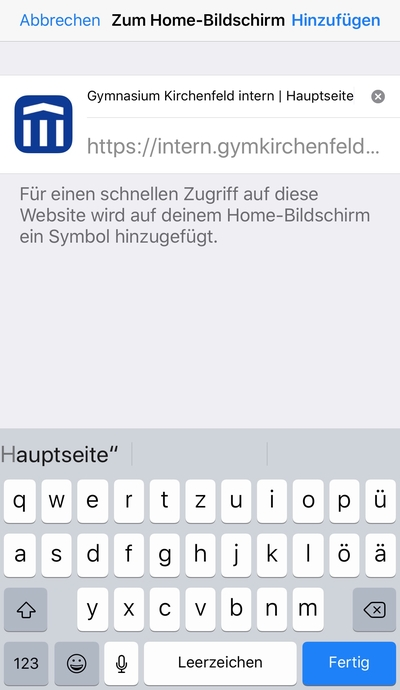 Abbrechen Zum Home-Bildschirm Hinzufügen
Gymnasium Kirchenfeld intern | Hauptseite
https://intern.gymkirchenfeld...
Für einen schnellen Zugriff auf diese
Website wird auf deinem Home-Bildschirm
ein Symbol hinzugefügt.
Hauptseite“
q w e r t z u i o p ü
a s d f g h j k l ö ä
y x c v b n m
123 Leerzeichen Fertig